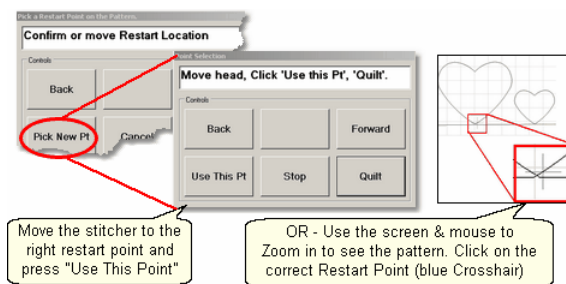 Pick a Restart Point on the Pattern.
Confirm or move Restart Location
Controls
Back
Pick New Pt
Cancel
Point Selection
Move head, Click 'Use this Pt', 'Quilt'.
Controls
Back
Forward
Use This Pt
Stop
Quilt
Move the stitcher to the
right restart point and
press "Use This Point"
OR - Use the screen & mouse to
Zoom in to see the pattern. Click on the
correct Restart Point (blue Crosshair)